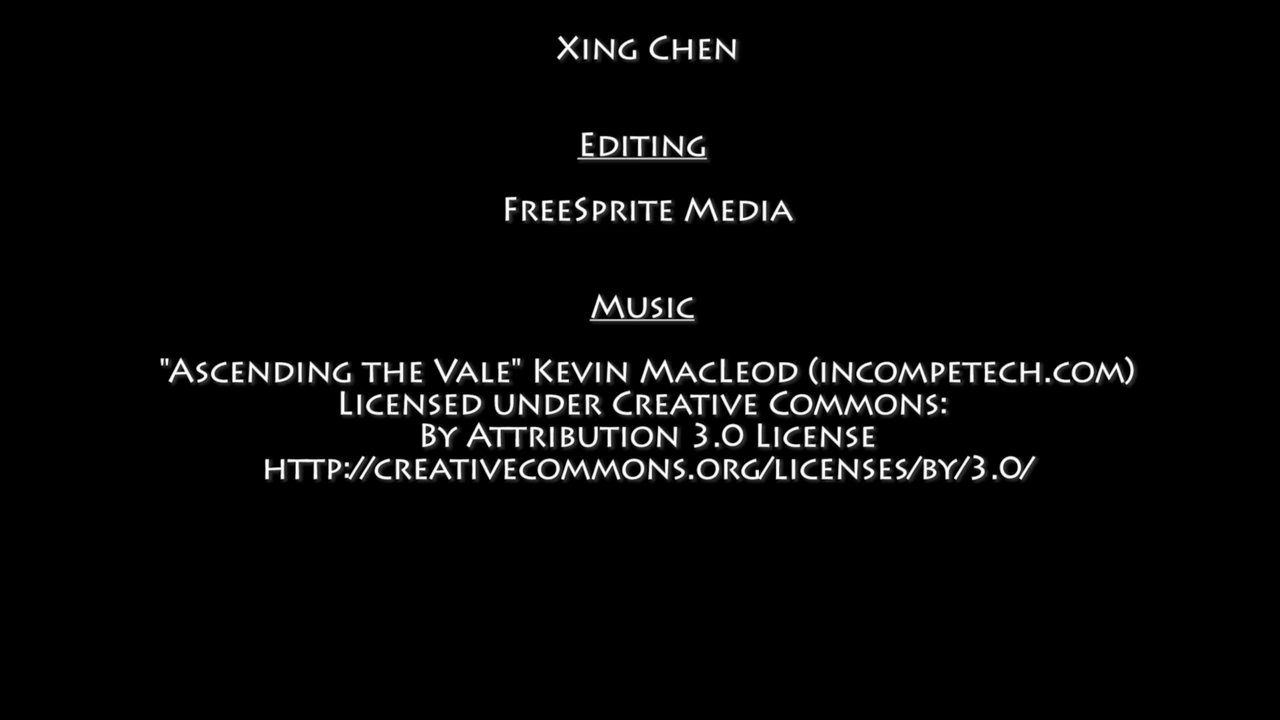 Xing Chen
Editing
FreeSprite Media
Music
"Ascending the Vale" Kevin MacLeod (incompetech.com)
Licensed under Creative Commons:
By Attribution 3.0 License
http://creativecommons.org/licenses/by/3.0/